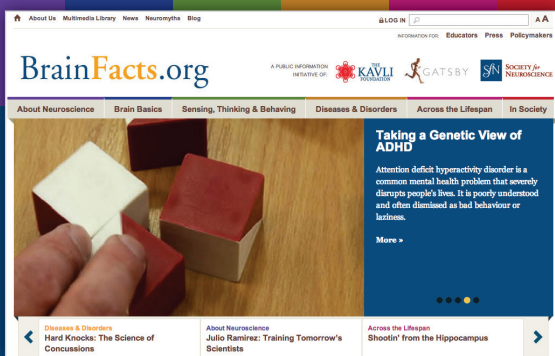 About Us Multimedia Library News Neuromyths Blog
LOG IN
A A
INFORMATION FOR: Educators Press Policymakers
BrainFacts.org
A PUBLIC INFORMATION
INITIATIVE OF:
THE
KAVLI
FOUNDATION
GATSBY
SfN
SOCIETY for
NEUROSCIENCE
About Neuroscience Brain Basics Sensing, Thinking & Behaving Diseases & Disorders Across the Lifespan In Society
Taking a Genetic View of
ADHD
Attention deficit hyperactivity disorder is a
common mental health problem that severely
disrupts people's lives. It is poorly understood
and often dismissed as bad behaviour or
laziness.
More »
Diseases & Disorders
Hard Knocks: The Science of
Concussions
About Neuroscience
Julio Ramirez: Training Tomorrow's
Scientists
Across the Lifespan
Shootin' from the Hippocampus